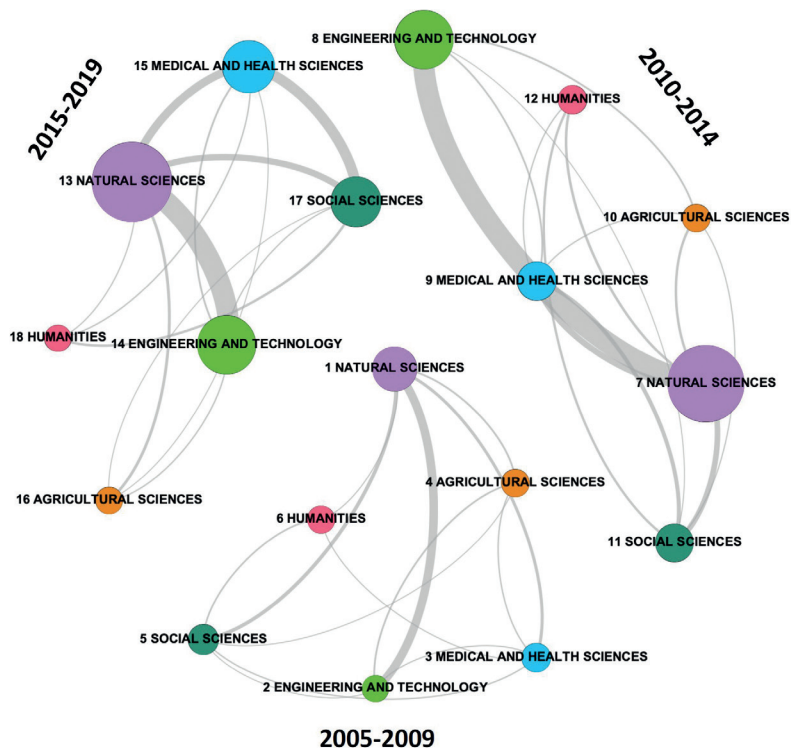 8 ENGINEERING AND TECHNOLOGY
15 MEDICAL AND HEALTH SCIENCES
2015-2019
2010-2014
12 HUMANITIES
13 NATURAL SCIENCES
17 SOCIAL SCIENCES
10 AGRICULTURAL SCIENCES
9 MEDICAL AND HEALTH SCIENCES
18 HUMANITIES
14 ENGINEERING AND TECHNOLOGY
1 NATURAL SCIENCES
7 NATURAL SCIENCES
4 AGRICULTURAL SCIENCES
16 AGRICULTURAL SCIENCES
6 HUMANITIES
11 SOCIAL SCIENCES
5 SOCIAL SCIENCES
3 MEDICAL AND HEALTH SCIENCES
2 ENGINEERING AND TECHNOLOGY
2005-2009